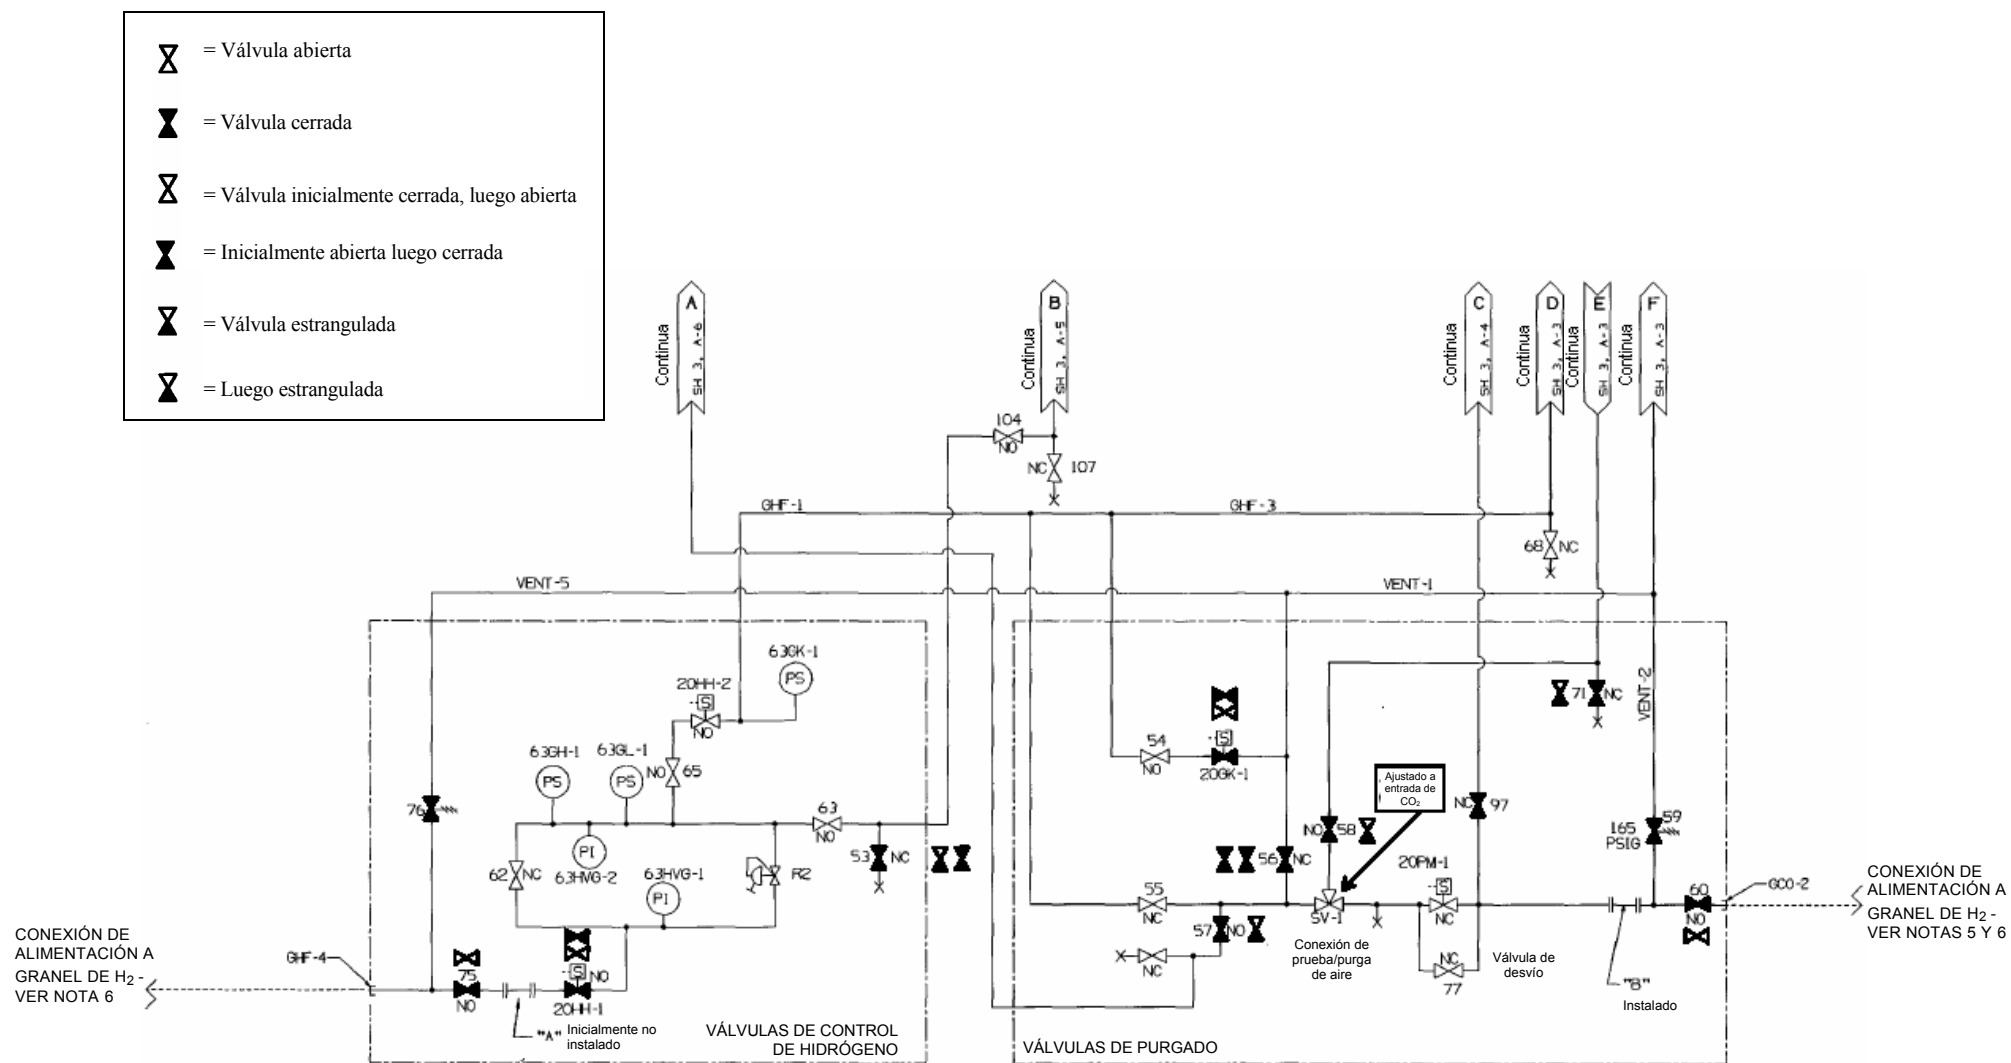 = Válvula abierta
= Válvula cerrada
= Válvula inicialmente cerrada, luego abierta
= Inicialmente abierta luego cerrada
= Válvula estrangulada
= Luego estrangulada
A
SH 3, A-6
Continua
B
SH 3, A-5
Continua
C
SH 3, A-4
Continua
D
SH 3, A-3
Continua
E
SH 3, A-3
Continua
F
SH 3, A-3
Continua
104
NO
NC
107
GHF-1
GHF-3
68
NC
VENT-5
VENT-1
VENT-2
63GK-1
PS
20HH-2
S
NO
63GH-1
PS
63GL-1
PS
NO
65
76
63
NO
PI
63HVG-2
62
NC
63HVG-1
PI
R2
53
NC
75
NO
S
NO
20HH-1
"A"
Inicialmente no
instalado
GHF-4
CONEXIÓN DE
ALIMENTACIÓN A
GRANEL DE H2 -
VER NOTA 6
VÁLVULAS DE CONTROL
DE HIDRÓGENO
54
NO
S
20GK-1
71
NC
Ajustado a
entrada de
CO2
NC
97
NO
58
56
NC
165
PSIG
59
55
NC
57
NO
NC
SV-1
20PM-1
S
NC
Conexión de
prueba/purga
de aire
Válvula de
desvío
NC
77
"B"
Instalado
60
NO
GCO-2
CONEXIÓN DE
ALIMENTACIÓN A
GRANEL DE H2 -
VER NOTAS 5 Y 6
VÁLVULAS DE PURGADO